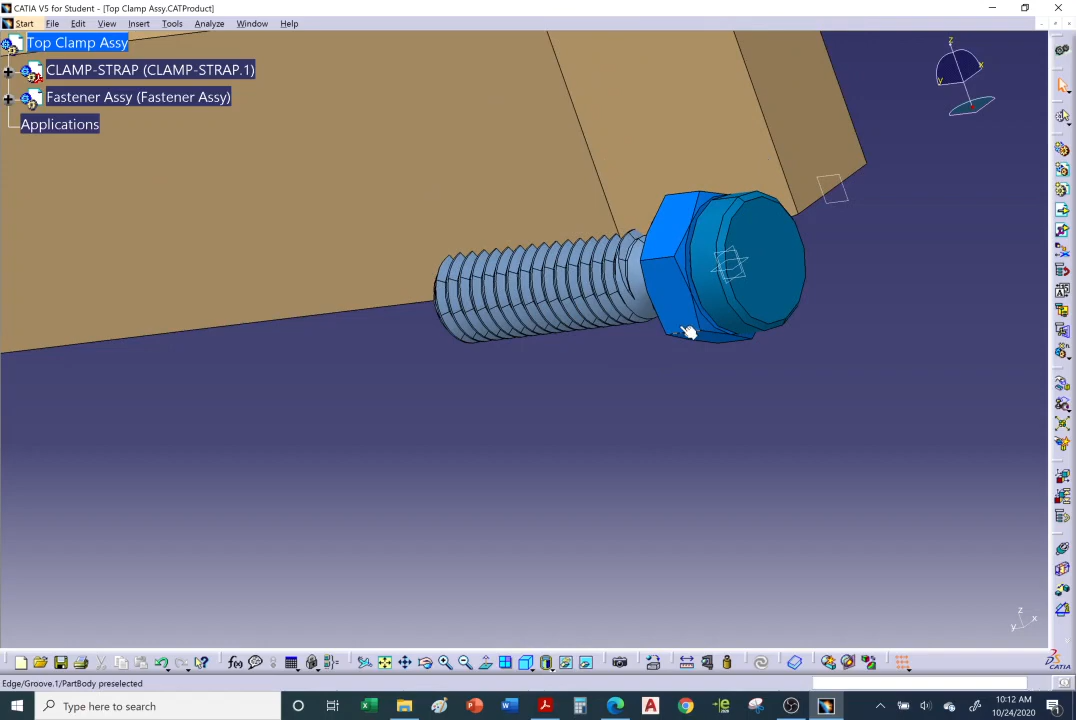 CATIA V5 for Student - [Top Clamp Assy.CATProduct]
Start File Edit View Insert Tools Analyze Window Help
Top Clamp Assy
CLAMP-STRAP (CLAMP-STRAP.1)
Fastener Assy (Fastener Assy)
Applications
z
x
y
z
x
y
f(x)
CATIA
Edge/Groove.1/PartBody preselected
Type here to search
10:12 AM
10/24/2020